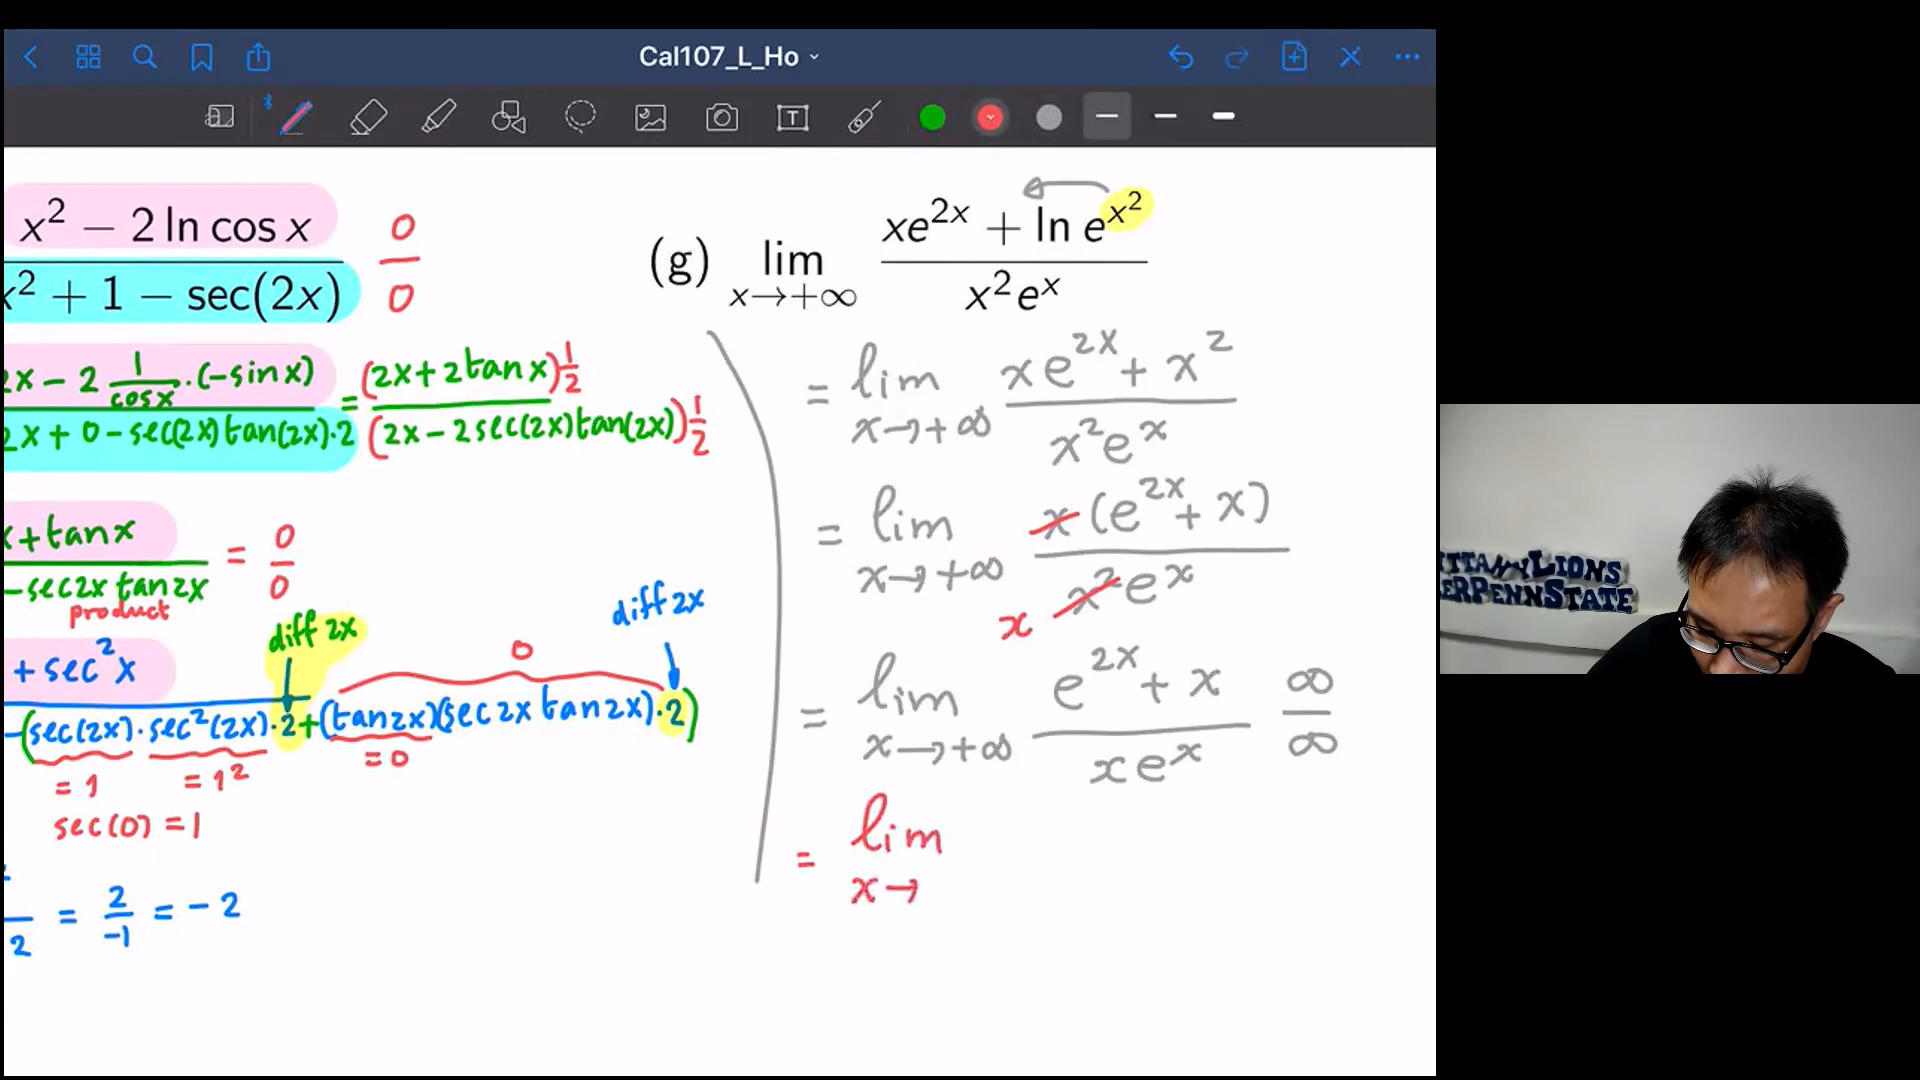 Cal107_L_Ho
x² − 2 ln cos x
x² + 1 − sec(2x)
0
0
2x − 2 1/cosx · (−sinx) = (2x + 2tanx) 1/2
2x + 0 − sec(2x)tan(2x)·2 (2x − 2sec(2x)tan(2x)) 1/2
x + tanx = 0
−sec2x tan2x 0
product
diff 2x
diff 2x
+ sec²x
0
−(sec(2x)·sec²(2x)·2 + (tan2x)(sec2x tan2x)·2)
= 1 = 1² = 0
sec(0) = 1
2 = 2/−1 = −2
(g) lim x→+∞ xe^{2x} + ln e^{x²}
x²e^x
= lim x→+∞ xe^{2x} + x²
x²e^x
= lim x→+∞ x(e^{2x} + x)
x x²e^x
= lim x→+∞ e^{2x} + x ∞
xe^x ∞
= lim x→
TTANY LIONS
ERPENNSTATE